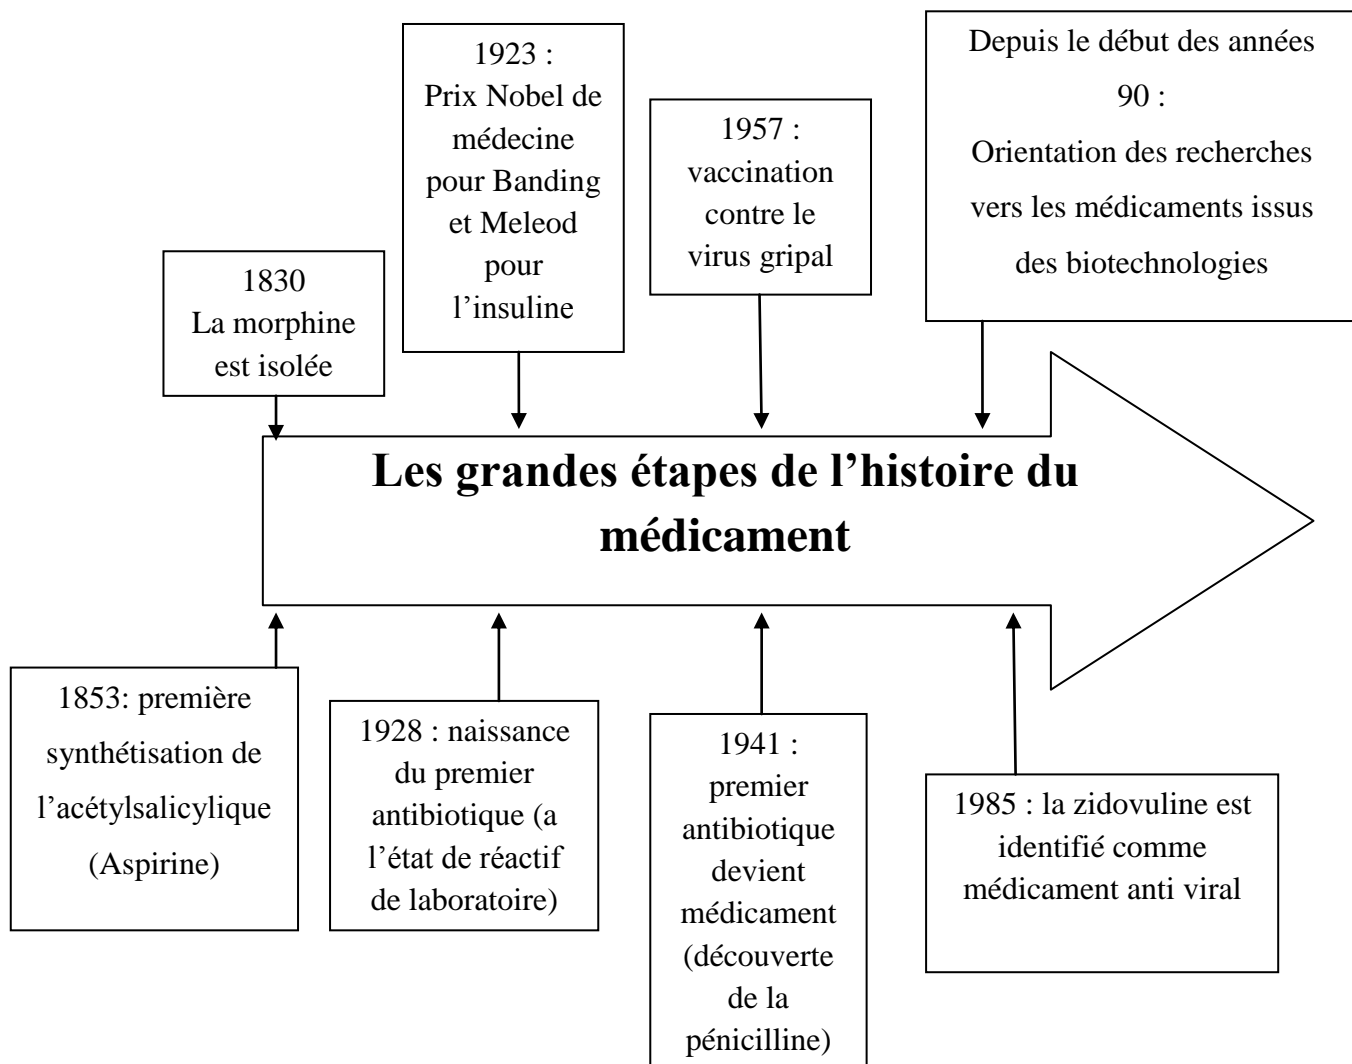 1830
La morphine
est isolée
1923 :
Prix Nobel de
médecine
pour Banding
et Meleod
pour
l’insuline
1957 :
vaccination
contre le
virus gripal
Depuis le début des années
90 :
Orientation des recherches
vers les médicaments issus
des biotechnologies
Les grandes étapes de l’histoire du
médicament
1853: première
synthétisation de
l’acétylsalicylique
(Aspirine)
1928 : naissance
du premier
antibiotique (a
l’état de réactif
de laboratoire)
1941 :
premier
antibiotique
devient
médicament
(découverte
de la
pénicilline)
1985 : la zidovuline est
identifié comme
médicament anti viral